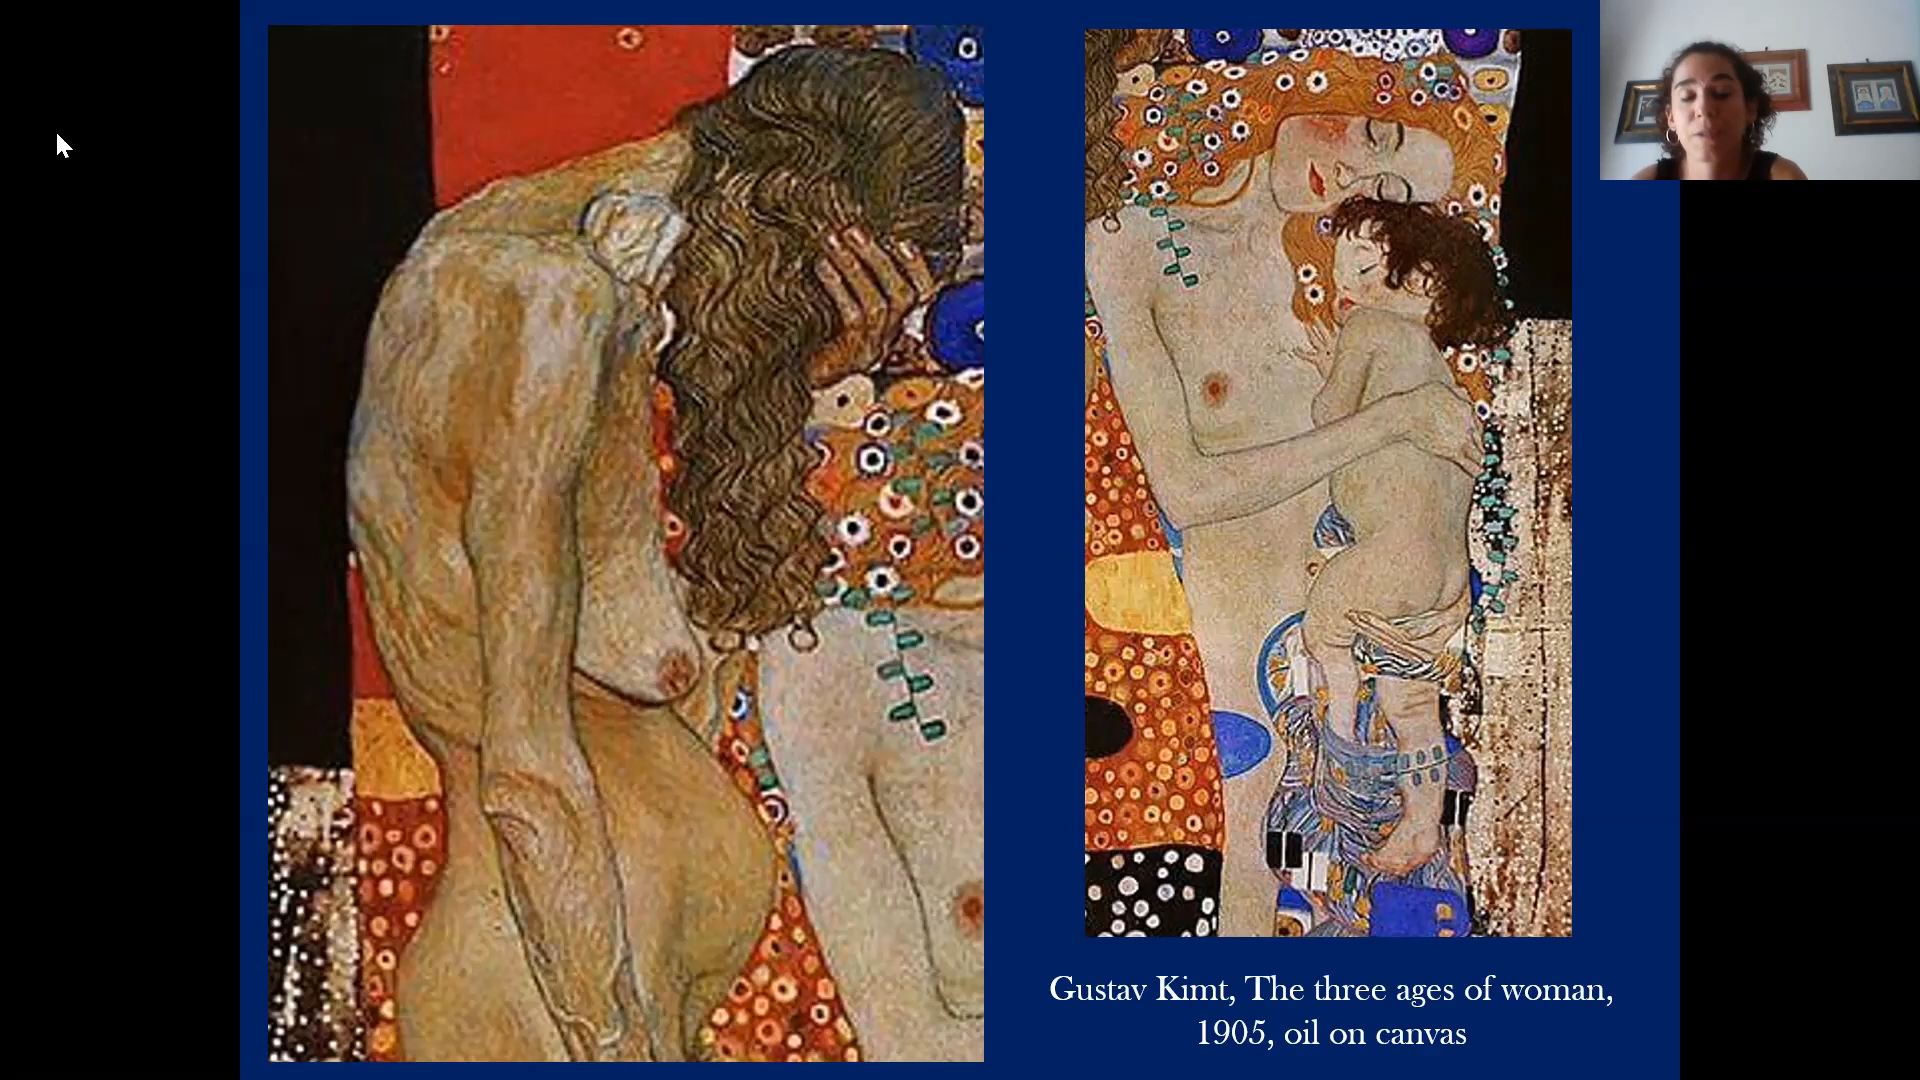 Gustav Kimt, The three ages of woman,
1905, oil on canvas